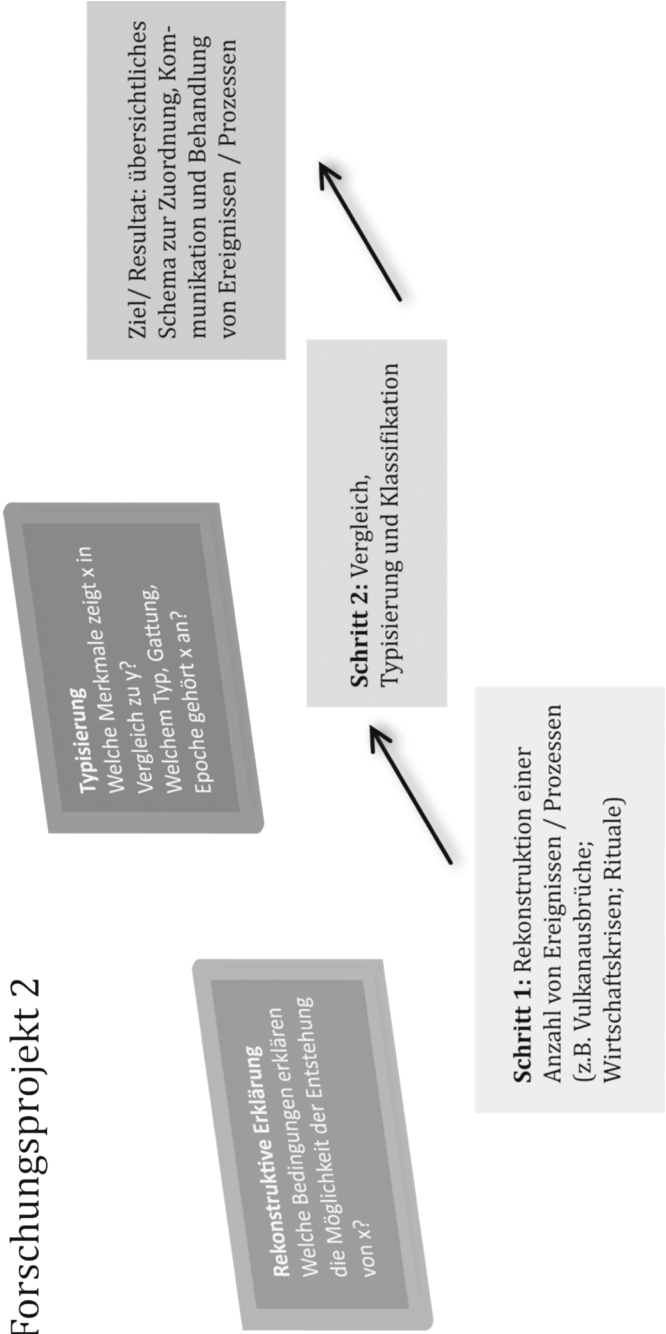 Forschungsprojekt 2
Rekonstruktive Erklärung
Welche Bedingungen erklären
die Möglichkeit der Entstehung
von x?
Typisierung
Welche Merkmale zeigt x in
Vergleich zu y?
Welchem Typ, Gattung,
Epoche gehört x an?
Schritt 1: Rekonstruktion einer
Anzahl von Ereignissen / Prozessen
(z.B. Vulkanausbrüche;
Wirtschaftskrisen; Rituale)
Schritt 2: Vergleich,
Typisierung und Klassifikation
Ziel/ Resultat: übersichtliches
Schema zur Zuordnung, Kom-
munikation und Behandlung
von Ereignissen / Prozessen